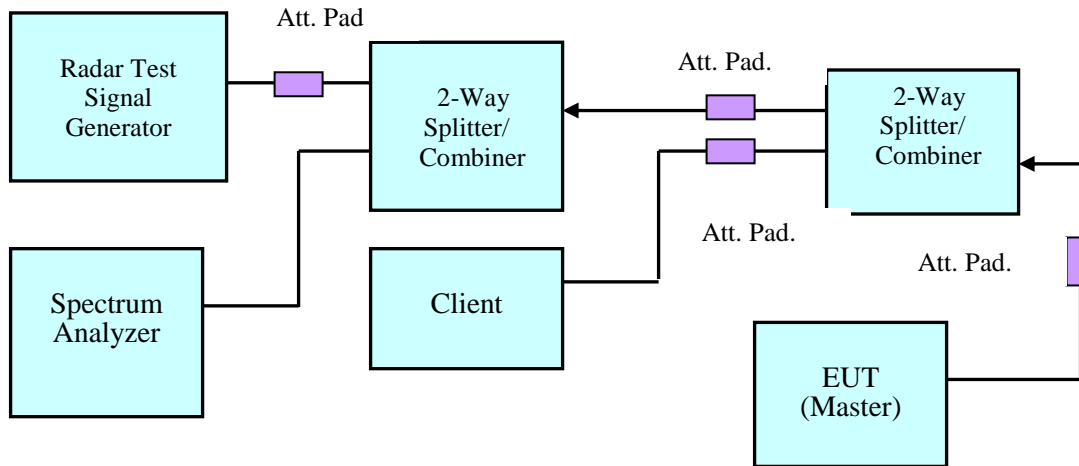 Att. Pad
Radar Test
Signal
Generator
2-Way
Splitter/
Combiner
Att. Pad.
2-Way
Splitter/
Combiner
Att. Pad.
Att. Pad.
Spectrum
Analyzer
Client
EUT
(Master)